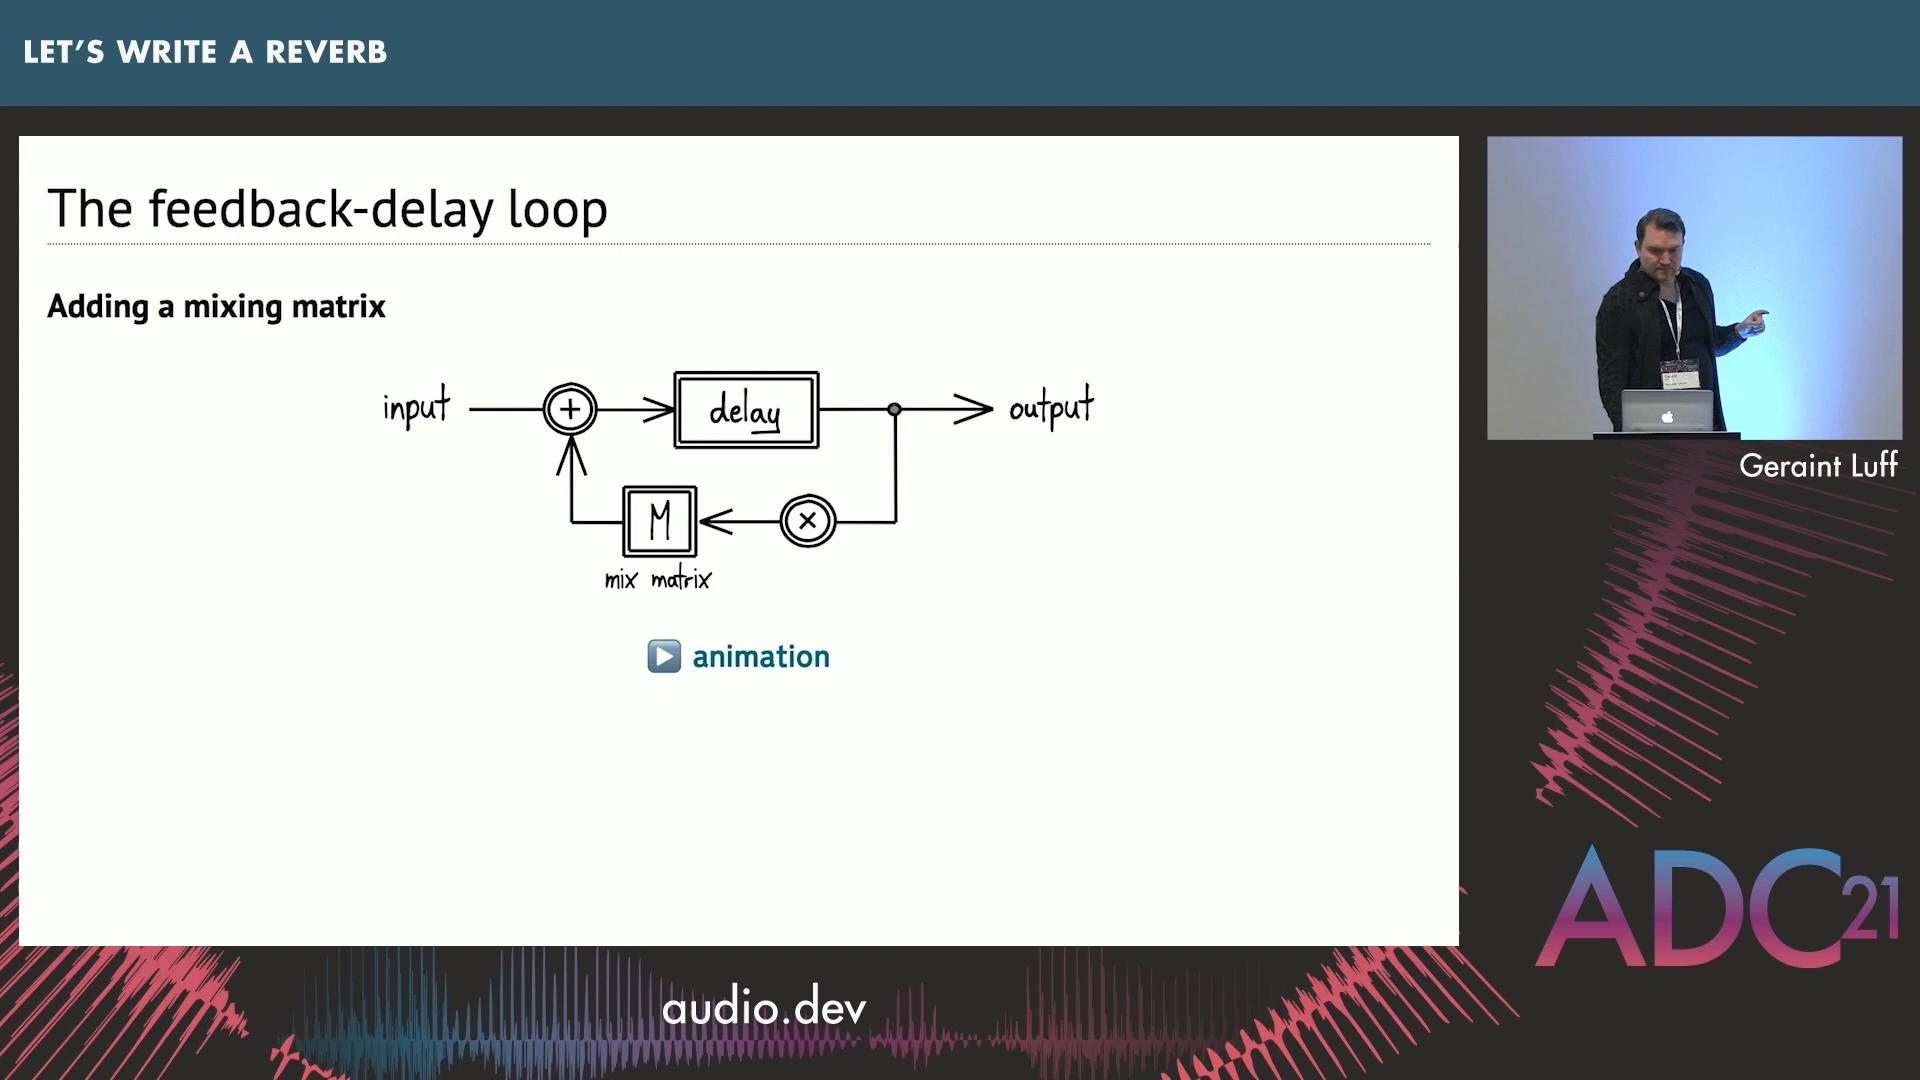 LET'S WRITE A REVERB
The feedback-delay loop
Adding a mixing matrix
input + delay output
M ×
mix matrix
animation
Geraint Luff
ADC21
audio.dev